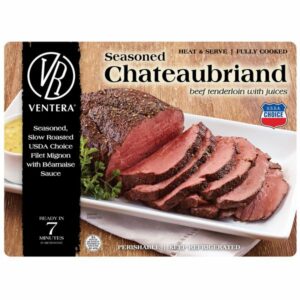 HEAT & SERVE | FULLY COOKED
Seasoned
Chateaubriand
beef tenderloin with juices
VR
VENTERA®
USDA
CHOICE
Seasoned,
Slow Roasted
USDA Choice
Filet Mignon
with Béarnaise
Sauce
READY IN
7
MINUTES
PERISHABLE | KEEP REFRIGERATED